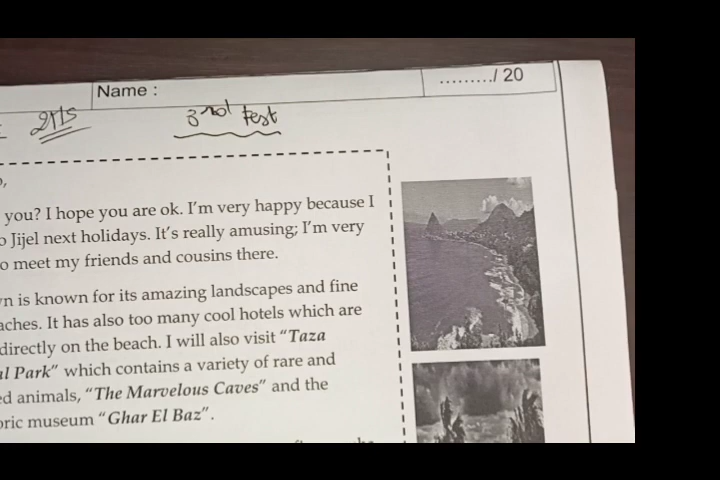 Name :
........./ 20
3rd test
you? I hope you are ok. I'm very happy because I
o Jijel next holidays. It's really amusing; I'm very
o meet my friends and cousins there.
n is known for its amazing landscapes and fine
aches. It has also too many cool hotels which are
directly on the beach. I will also visit "Taza
al Park" which contains a variety of rare and
ed animals, "The Marvelous Caves" and the
oric museum "Ghar El Baz".